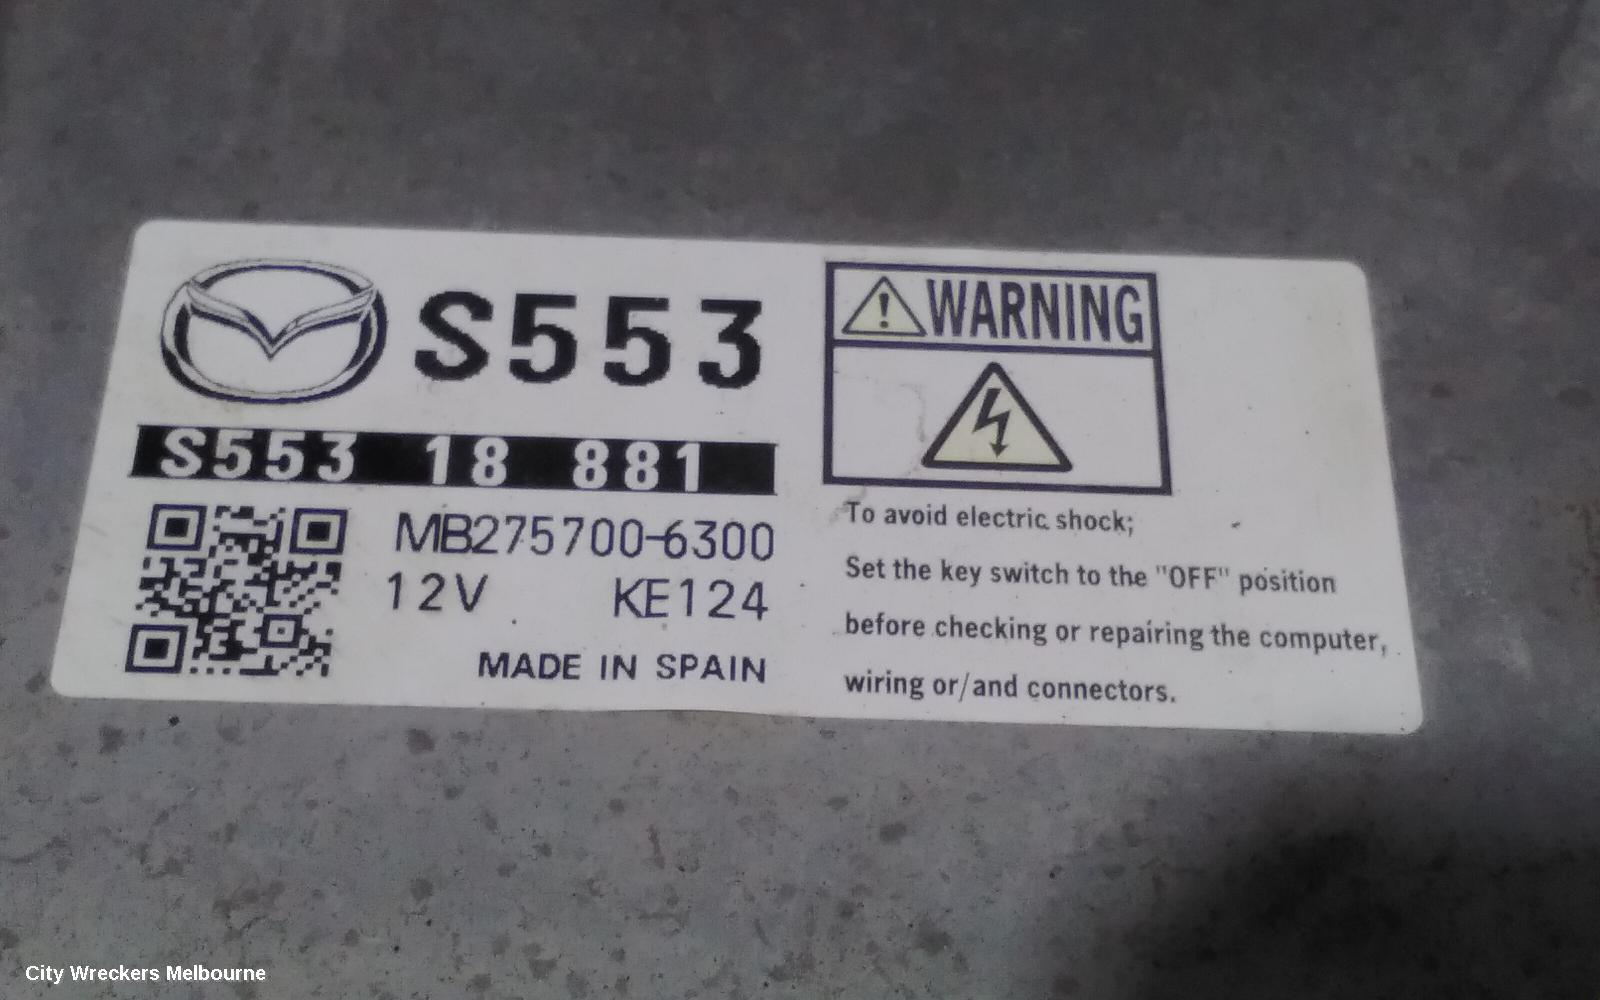 S553
S553 18 881
MB275700-6300
12V KE124
MADE IN SPAIN
WARNING
To avoid electric shock;
Set the key switch to the "OFF" position
before checking or repairing the computer,
wiring or/and connectors.
City Wreckers Melbourne